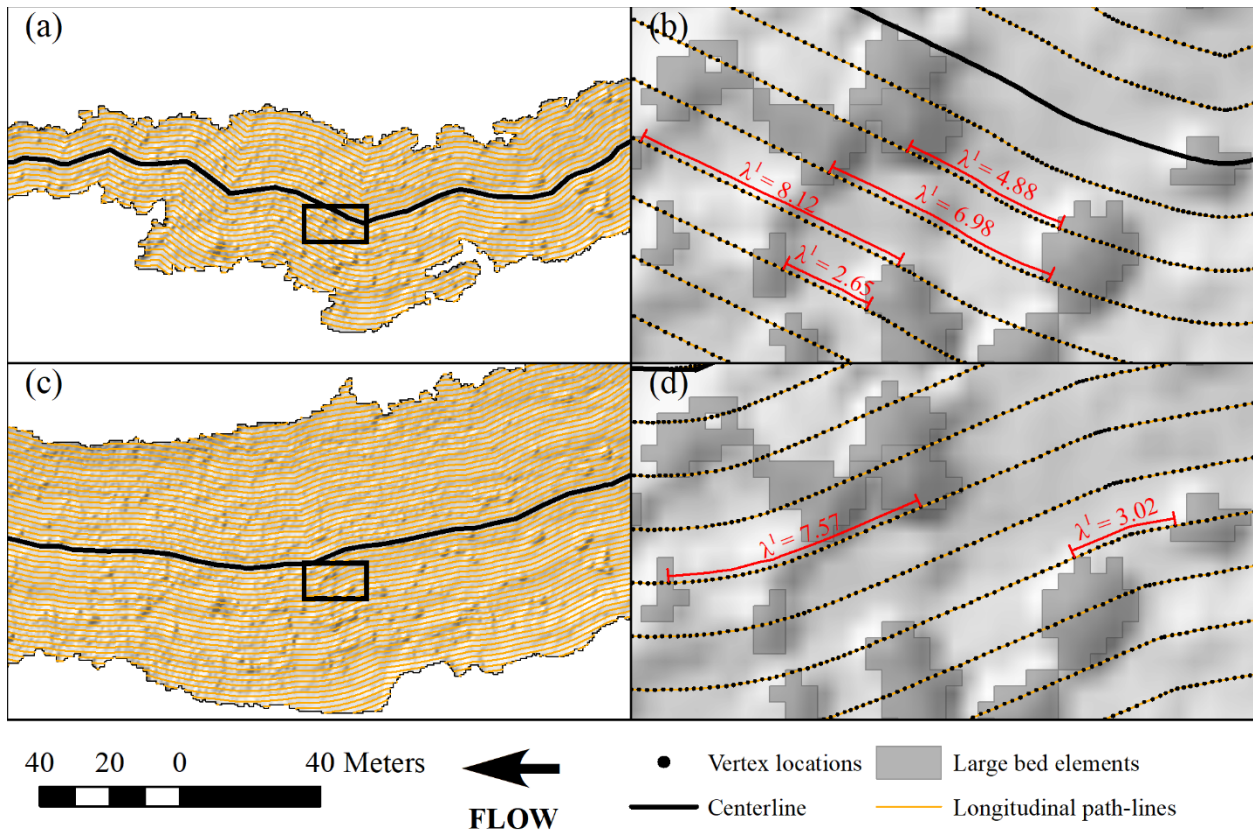 (a)
(b)
λ^l = 4.88
λ^l = 8.12
λ^l = 6.98
λ^l = 2.65
(c)
(d)
λ^l = 7.57
λ^l = 3.02
40 20 0 40 Meters
FLOW
Vertex locations
Large bed elements
Centerline
Longitudinal path-lines